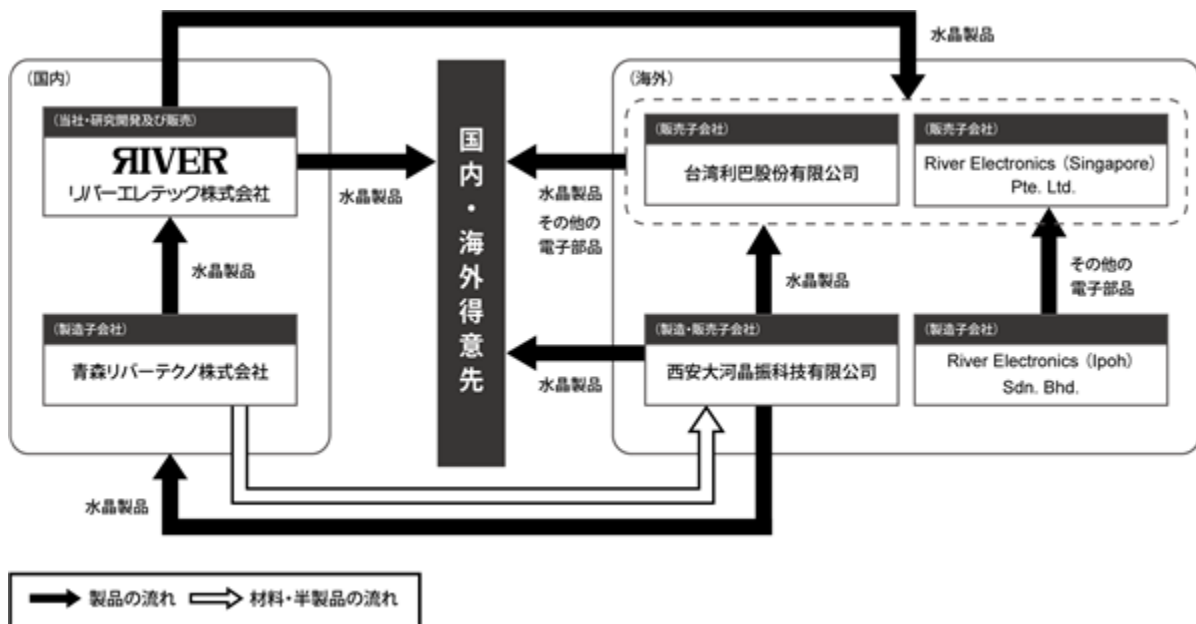 水晶製品
(国内)
(当社・研究開発及び販売)
RIVER
リバーエレテック株式会社
水晶製品
水晶製品
(製造子会社)
青森リバーテクノ株式会社
水晶製品
国内・海外得意先
水晶製品
その他の
電子部品
水晶製品
(海外)
(販売子会社)
台湾利巴股份有限公司
(販売子会社)
River Electronics (Singapore)
Pte. Ltd.
水晶製品
その他の
電子部品
(製造・販売子会社)
西安大河晶振科技有限公司
(製造子会社)
River Electronics (Ipoh)
Sdn. Bhd.
製品の流れ
材料・半製品の流れ